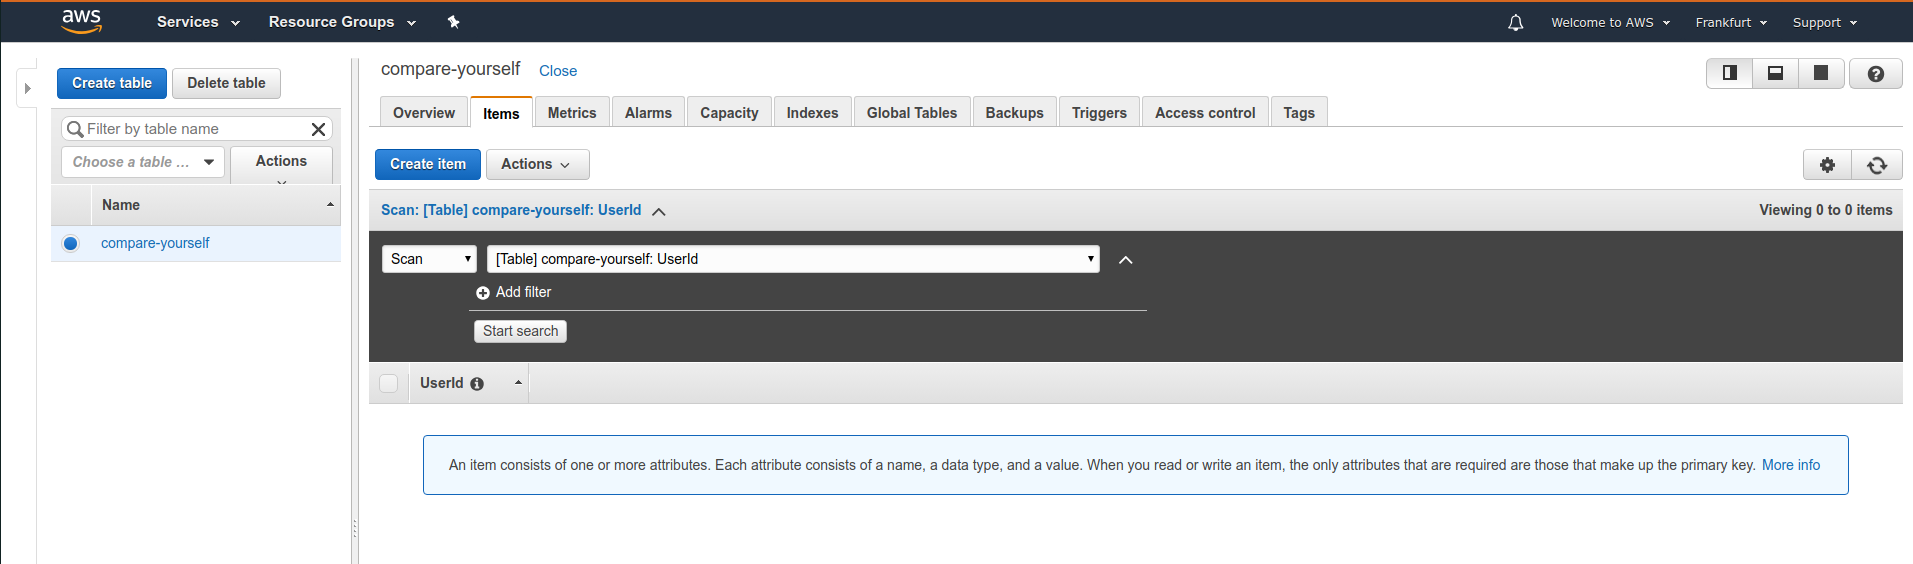 aws Services Resource Groups Welcome to AWS Frankfurt Support
Create table Delete table
Filter by table name
Choose a table ... Actions
Name
compare-yourself
compare-yourself Close
Overview Items Metrics Alarms Capacity Indexes Global Tables Backups Triggers Access control Tags
Create item Actions
Scan: [Table] compare-yourself: UserId Viewing 0 to 0 items
Scan [Table] compare-yourself: UserId
Add filter
Start search
UserId
An item consists of one or more attributes. Each attribute consists of a name, a data type, and a value. When you read or write an item, the only attributes that are required are those that make up the primary key. More info